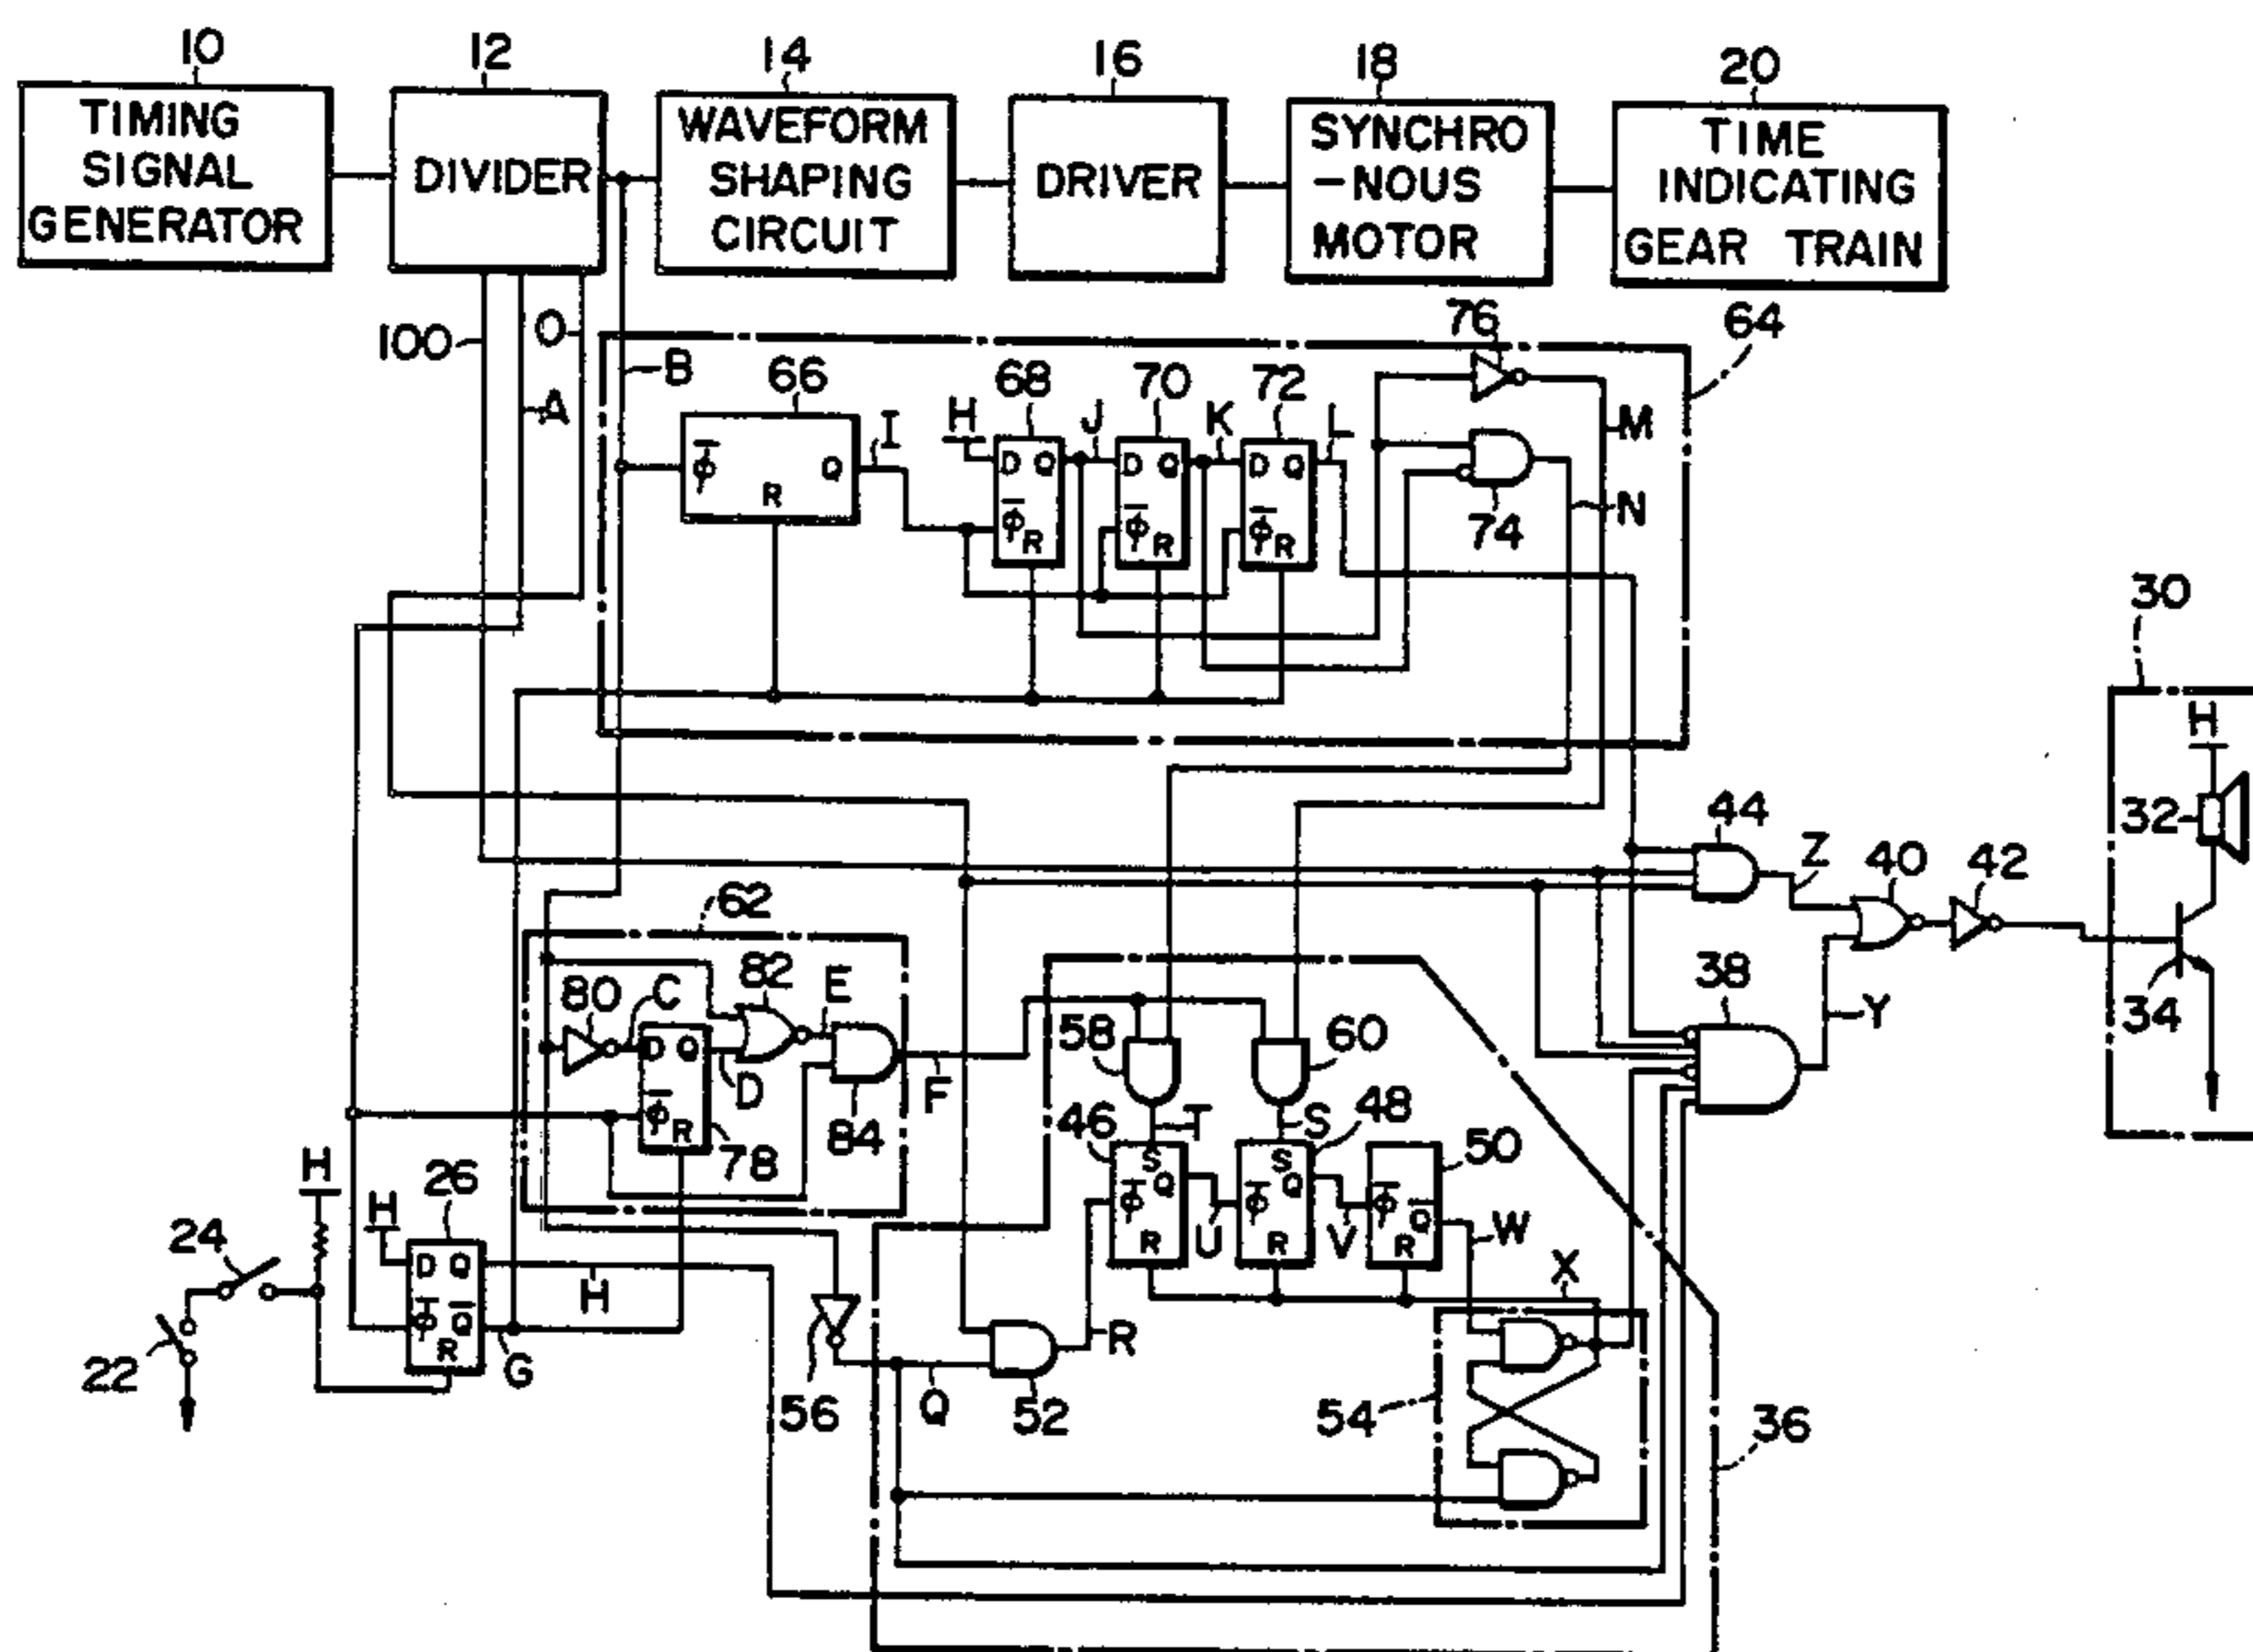 10
12
14
16
18
20
TIMING
SIGNAL
GENERATOR
DIVIDER
WAVEFORM
SHAPING
CIRCUIT
DRIVER
SYNCHRO
-NOUS
MOTOR
TIME
INDICATING
GEAR TRAIN
100
O
A
B
64
76
66
I
H
68
J
70
K
72
L
M
N
74
φ̅ Q
R
D Q
φ̅ R
D Q
φ̅ R
D Q
φ̅ R
30
H
32
34
44
Z
40
42
38
Y
62
80
C
82
E
D Q
φ̅ R
D
78
84
F
58
60
46
T
S
48
50
S
φ̅ Q
R
U
S
φ̅ Q
R
V
φ̅ Q̅
R
W
X
H
H
26
24
22
D Q
φ̅ Q̅
R
H
G
56
Q
52
R
54
36